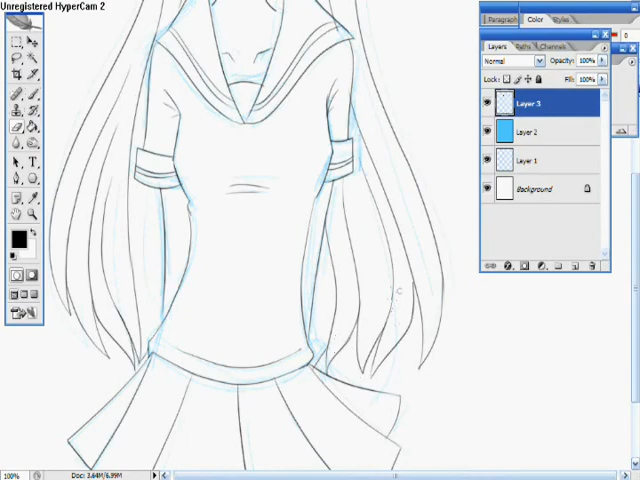 Unregistered HyperCam 2
Paragraph
Color
Styles
0
Layers
Paths
Channels
Normal
Opacity: 100%
Lock:
Fill: 100%
Layer 3
Layer 2
Layer 1
Background
T
100%
Doc: 3.64M/6.99M